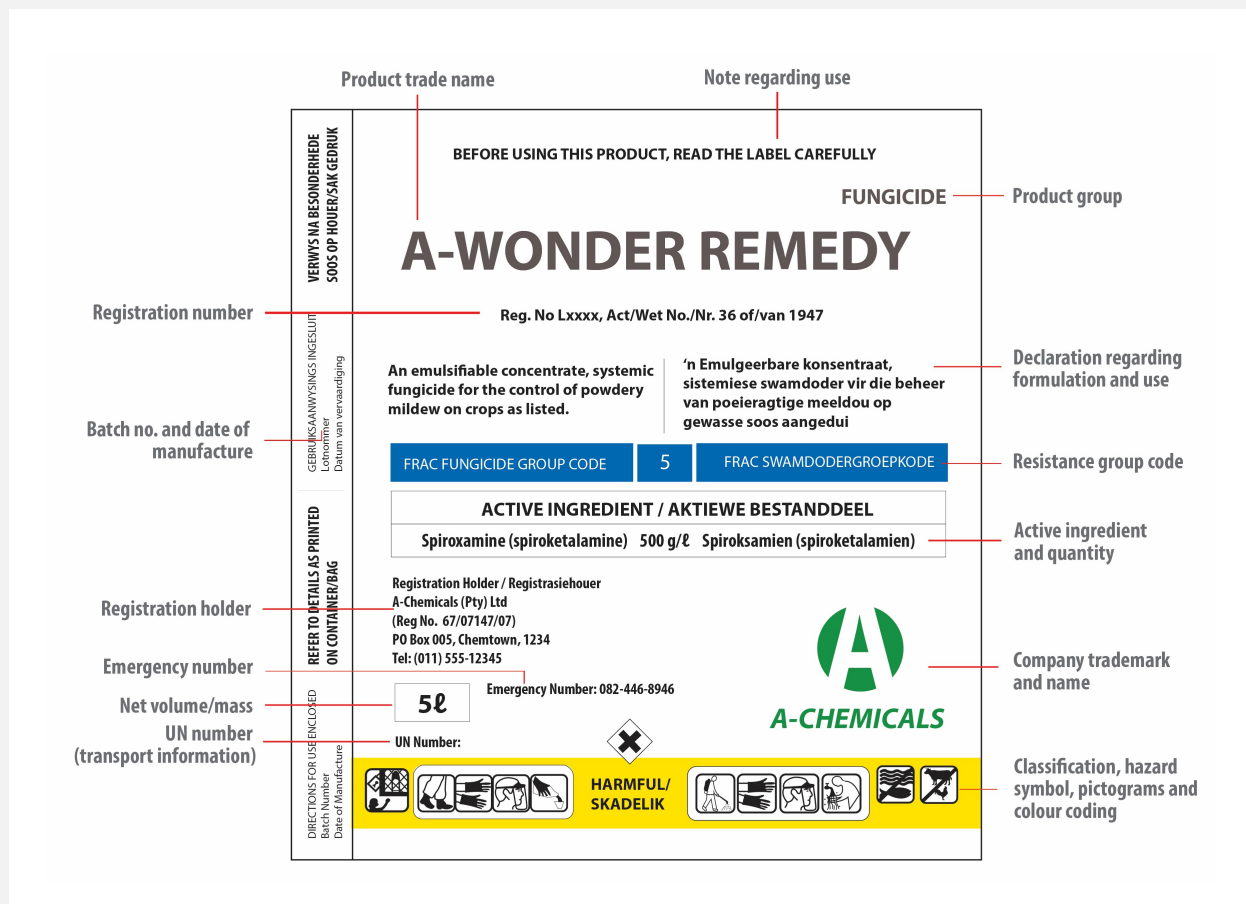 Product trade name
Note regarding use
BEFORE USING THIS PRODUCT, READ THE LABEL CAREFULLY
FUNGICIDE
Product group
A-WONDER REMEDY
Registration number
Reg. No Lxxxx, Act/Wet No./Nr. 36 of/van 1947
An emulsifiable concentrate, systemic
fungicide for the control of powdery
mildew on crops as listed.
‘n Emulgeerbare konsentraat,
sistemiese swamdoder vir die beheer
van poeieragtige meeldou op
gewasse soos aangedui
Declaration regarding
formulation and use
Batch no. and date of
manufacture
FRAC FUNGICIDE GROUP CODE 5 FRAC SWAMDODERGROEPKODE
Resistance group code
ACTIVE INGREDIENT / AKTIEWE BESTANDDEEL
Spiroxamine (spiroketalamine) 500 g/ℓ Spiroksamien (spiroketalamien)
Active ingredient
and quantity
Registration holder
Registration Holder / Registrasiehouer
A-Chemicals (Pty) Ltd
(Reg No. 67/07147/07)
PO Box 005, Chemtown, 1234
Tel: (011) 555-12345
Emergency number
Emergency Number: 082-446-8946
Company trademark
and name
A
A-CHEMICALS
Net volume/mass
5ℓ
UN number
(transport information)
UN Number:
HARMFUL/
SKADELIK
Classification, hazard
symbol, pictograms and
colour coding
VERWYS NA BESONDERHEDE
SOOS OP HOUER/SAK GEDRUK
GEBRUIKSAANWYSINGS INGESLUIT
Lotnommer
Datum van vervaardiging
REFER TO DETAILS AS PRINTED
ON CONTAINER/BAG
DIRECTIONS FOR USE ENCLOSED
Batch Number
Date of Manufacture